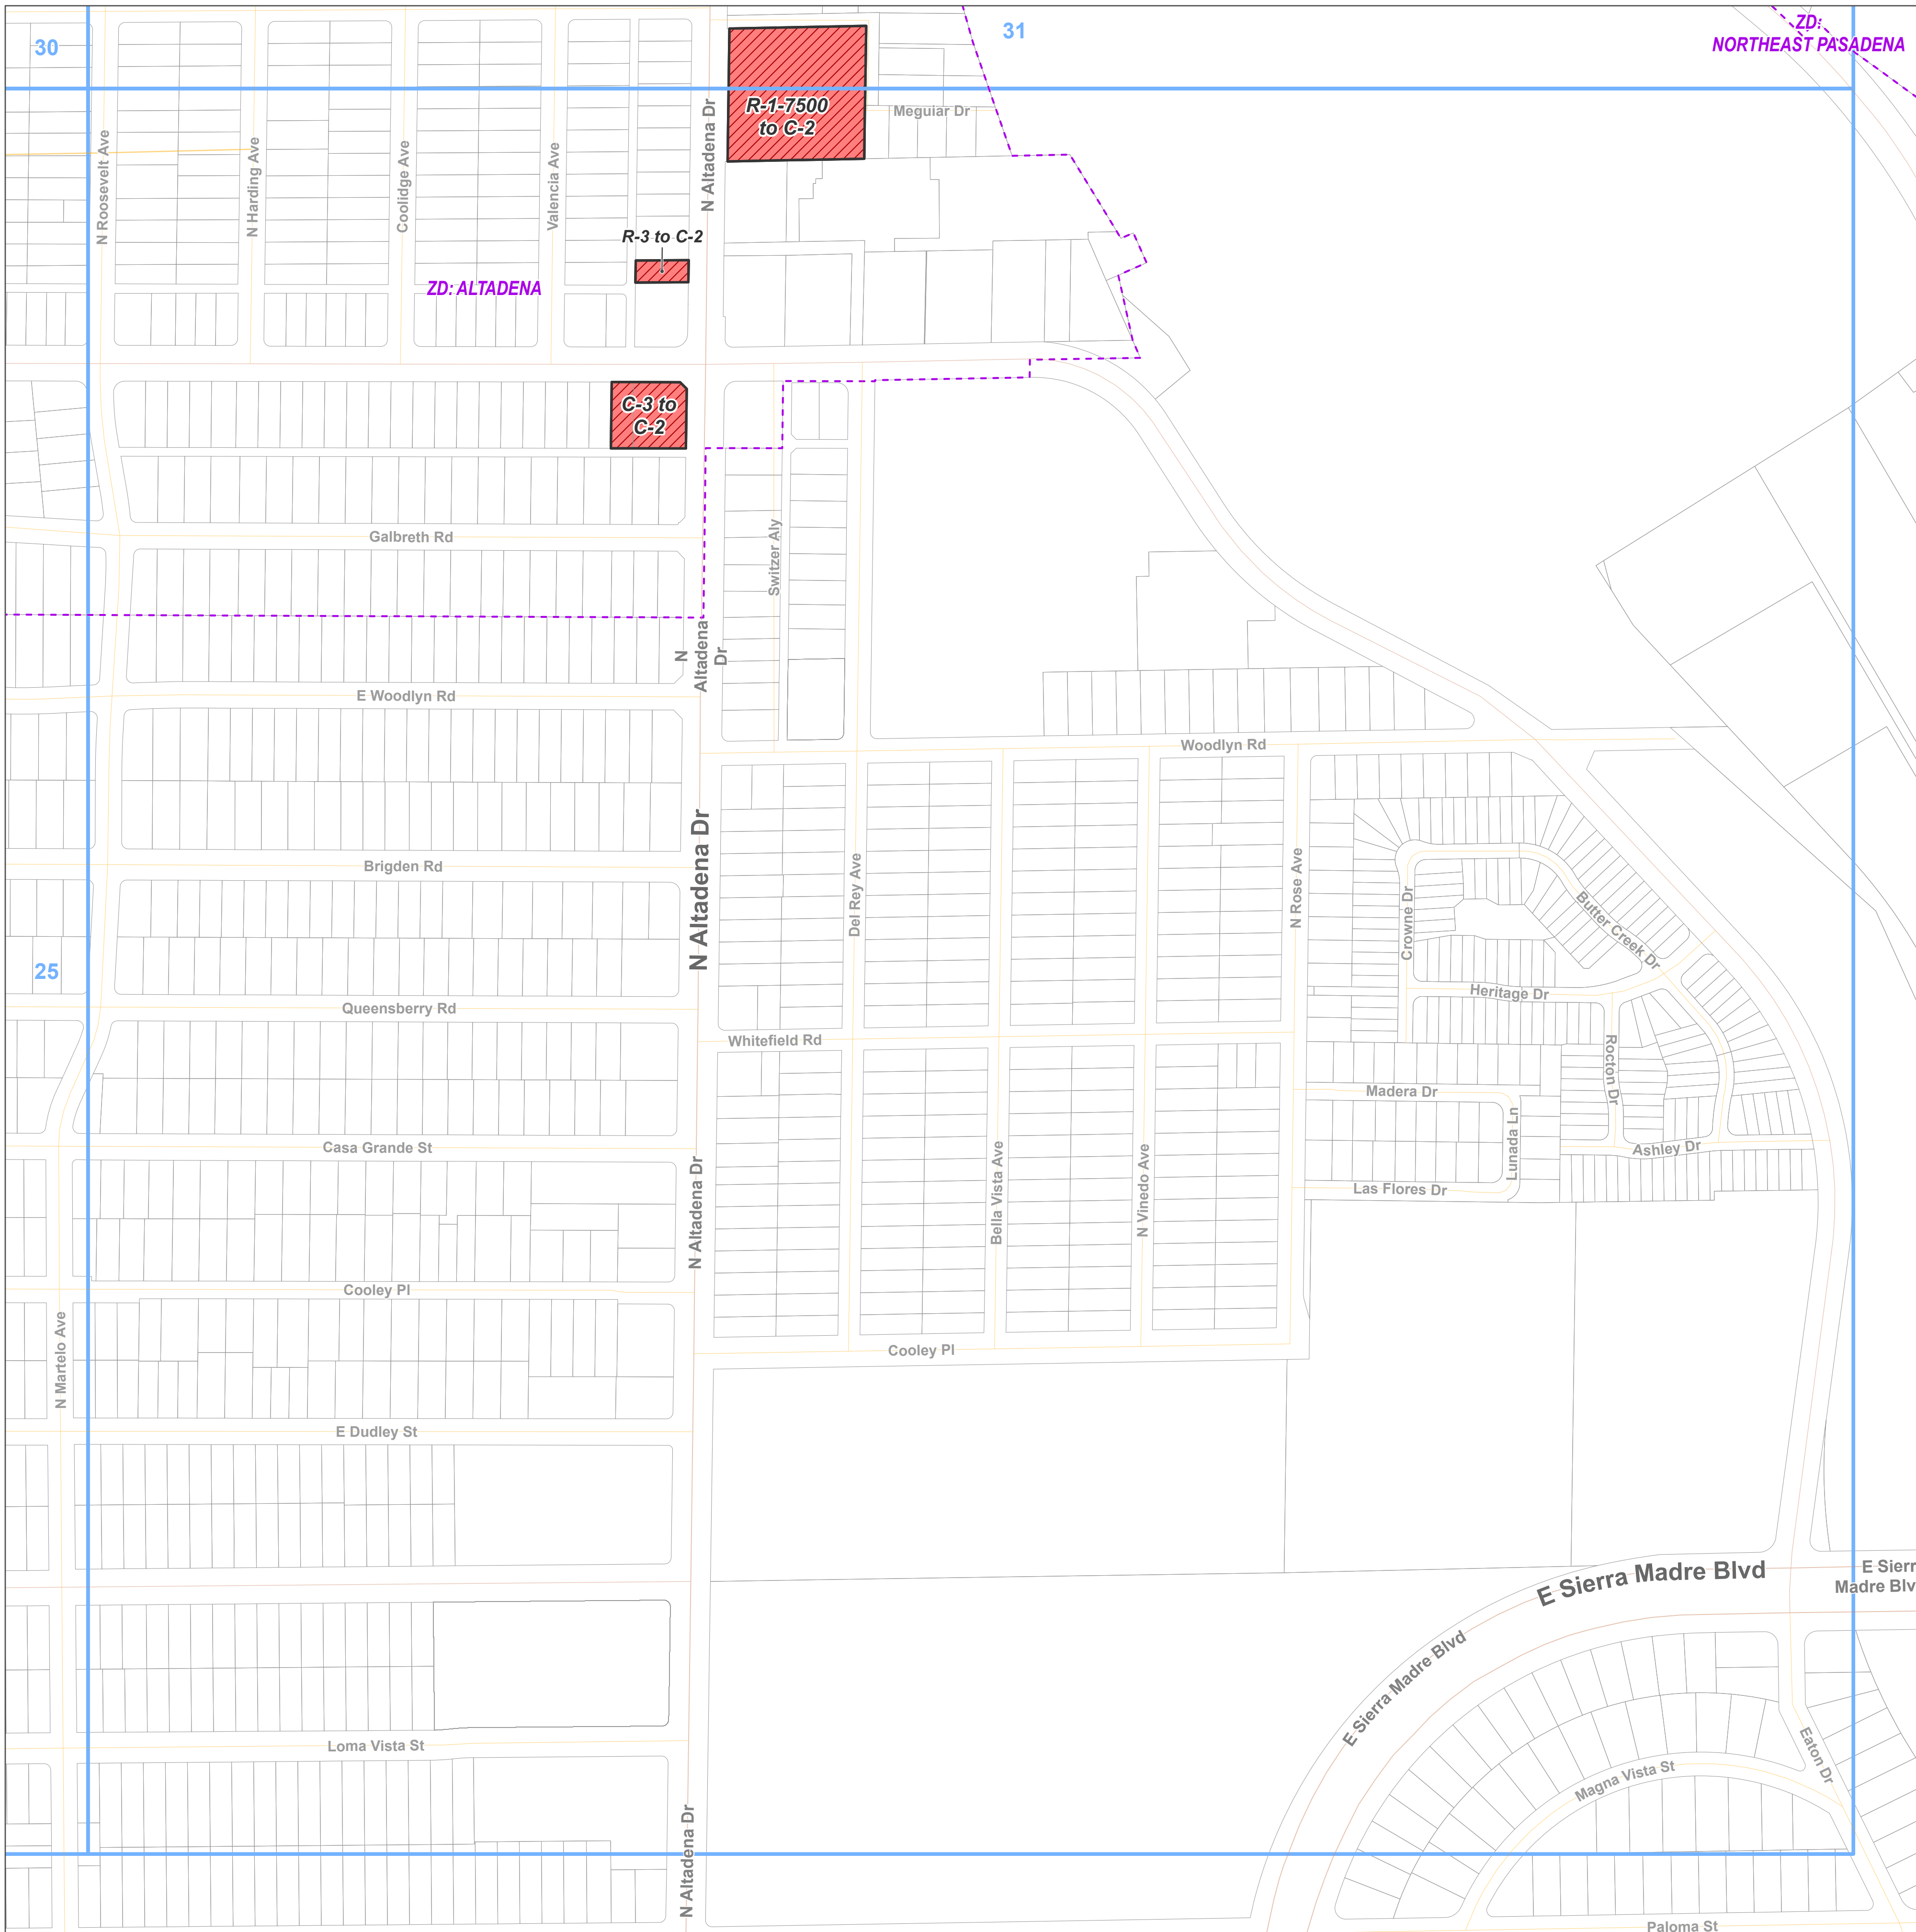 30
31
ZD:
NORTHEAST PASADENA
R-1-7500
to C-2
Meguiar Dr
N Roosevelt Ave
N Harding Ave
Coolidge Ave
Valencia Ave
N Altadena Dr
R-3 to C-2
ZD: ALTADENA
C-3 to
C-2
Galbreth Rd
Switzer Aly
N
Altadena
Dr
E Woodlyn Rd
Woodlyn Rd
N Altadena Dr
Brigden Rd
Del Rey Ave
N Rose Ave
Crowne Dr
Butter Creek Dr
25
Queensberry Rd
Heritage Dr
Whitefield Rd
Rocton Dr
Madera Dr
Lunada Ln
Casa Grande St
Ashley Dr
N Altadena Dr
Bella Vista Ave
N Vinedo Ave
Las Flores Dr
Cooley Pl
N Martelo Ave
Cooley Pl
E Dudley St
E Sierra Madre Blvd
E Sierr
Madre Blv
E Sierra Madre Blvd
Loma Vista St
Eaton Dr
Magna Vista St
N Altadena Dr
Paloma St